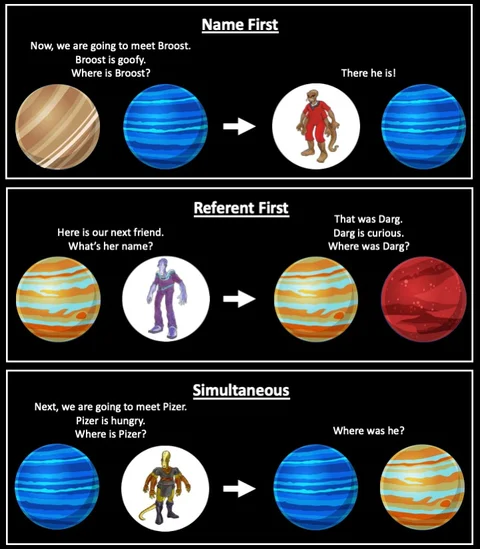 Name First
Now, we are going to meet Broost.
Broost is goofy.
Where is Broost?
There he is!
Referent First
Here is our next friend.
What's her name?
That was Darg.
Darg is curious.
Where was Darg?
Simultaneous
Next, we are going to meet Pizer.
Pizer is hungry.
Where is Pizer?
Where was he?